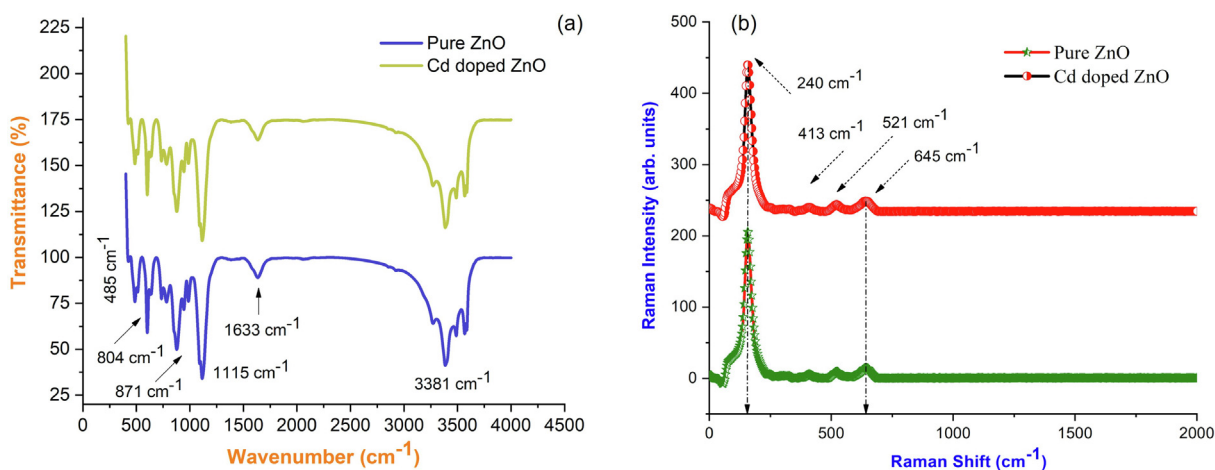 (a)
Pure ZnO
Cd doped ZnO
225
200
175
150
125
100
75
50
25
Transmittance (%)
485 cm⁻¹
804 cm⁻¹
871 cm⁻¹
1115 cm⁻¹
1633 cm⁻¹
3381 cm⁻¹
500 1000 1500 2000 2500 3000 3500 4000 4500
Wavenumber (cm⁻¹)
(b)
Pure ZnO
Cd doped ZnO
500
400
300
200
100
0
Raman Intensity (arb. units)
240 cm⁻¹
413 cm⁻¹
521 cm⁻¹
645 cm⁻¹
0 500 1000 1500 2000
Raman Shift (cm⁻¹)